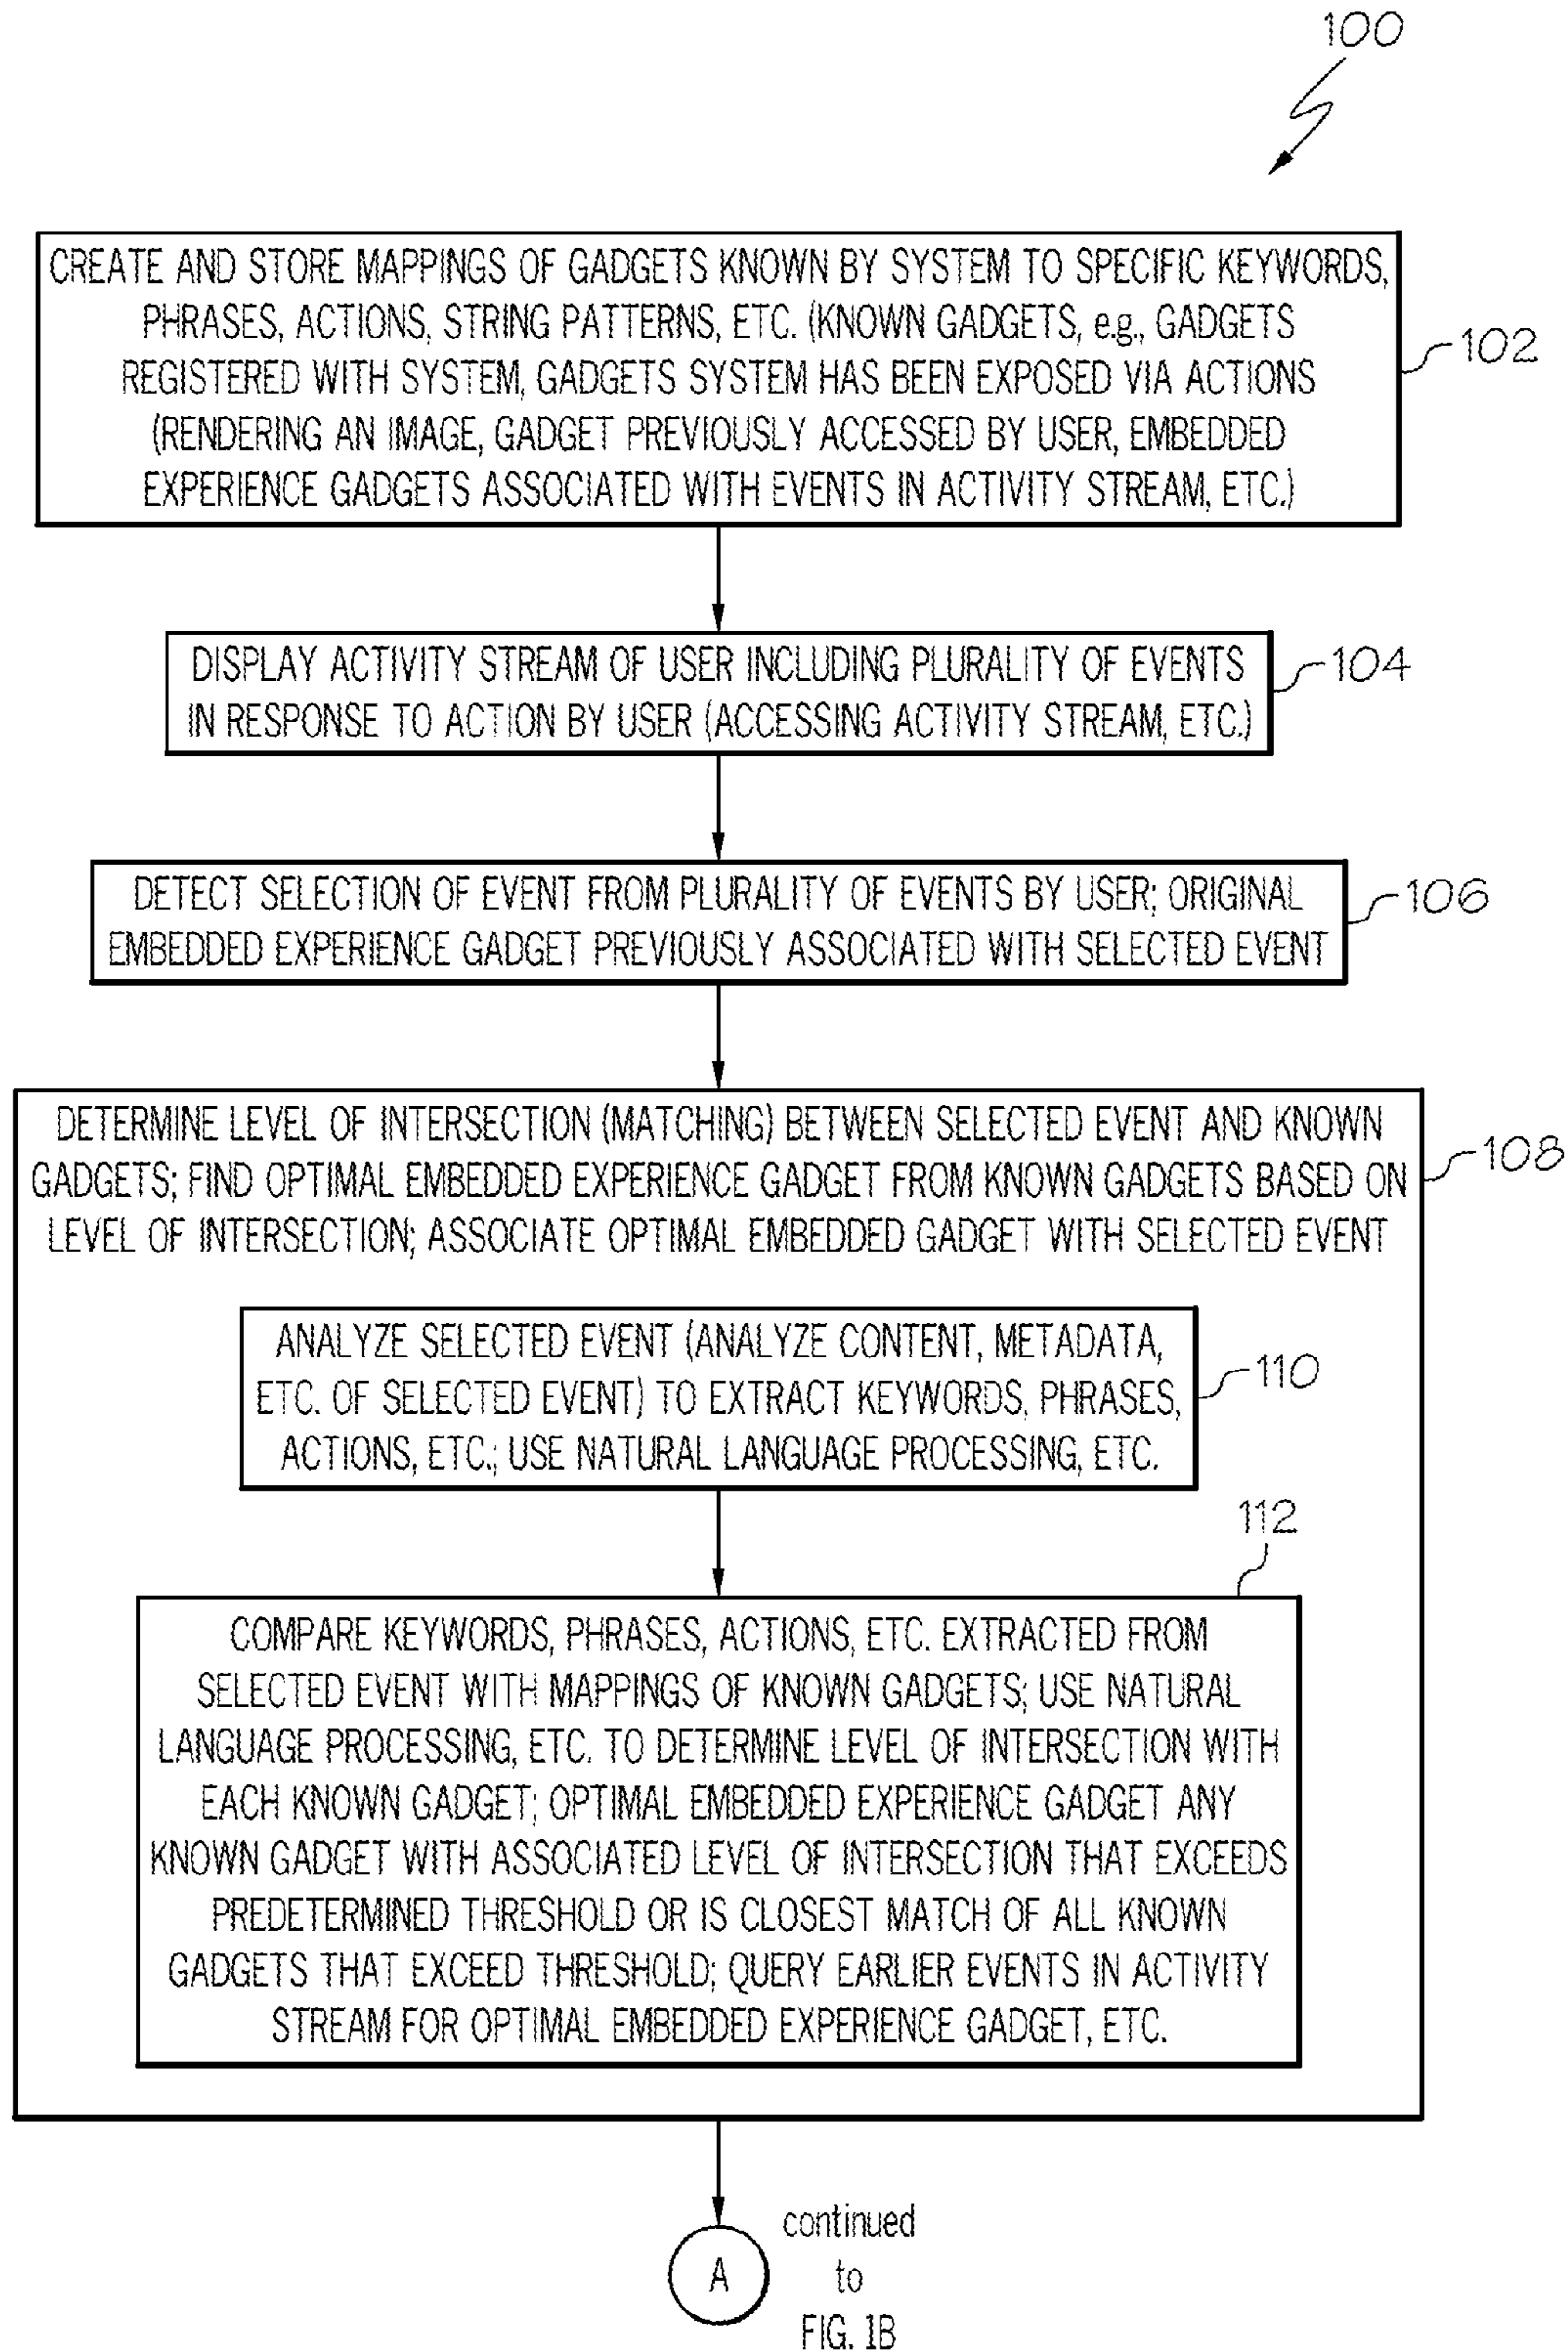 100
CREATE AND STORE MAPPINGS OF GADGETS KNOWN BY SYSTEM TO SPECIFIC KEYWORDS,
PHRASES, ACTIONS, STRING PATTERNS, ETC. (KNOWN GADGETS, e.g., GADGETS
REGISTERED WITH SYSTEM, GADGETS SYSTEM HAS BEEN EXPOSED VIA ACTIONS
(RENDERING AN IMAGE, GADGET PREVIOUSLY ACCESSED BY USER, EMBEDDED
EXPERIENCE GADGETS ASSOCIATED WITH EVENTS IN ACTIVITY STREAM, ETC.)
102
DISPLAY ACTIVITY STREAM OF USER INCLUDING PLURALITY OF EVENTS
IN RESPONSE TO ACTION BY USER (ACCESSING ACTIVITY STREAM, ETC.)
104
DETECT SELECTION OF EVENT FROM PLURALITY OF EVENTS BY USER; ORIGINAL
EMBEDDED EXPERIENCE GADGET PREVIOUSLY ASSOCIATED WITH SELECTED EVENT
106
DETERMINE LEVEL OF INTERSECTION (MATCHING) BETWEEN SELECTED EVENT AND KNOWN
GADGETS; FIND OPTIMAL EMBEDDED EXPERIENCE GADGET FROM KNOWN GADGETS BASED ON
LEVEL OF INTERSECTION; ASSOCIATE OPTIMAL EMBEDDED GADGET WITH SELECTED EVENT
108
ANALYZE SELECTED EVENT (ANALYZE CONTENT, METADATA,
ETC. OF SELECTED EVENT) TO EXTRACT KEYWORDS, PHRASES,
ACTIONS, ETC.; USE NATURAL LANGUAGE PROCESSING, ETC.
110
112
COMPARE KEYWORDS, PHRASES, ACTIONS, ETC. EXTRACTED FROM
SELECTED EVENT WITH MAPPINGS OF KNOWN GADGETS; USE NATURAL
LANGUAGE PROCESSING, ETC. TO DETERMINE LEVEL OF INTERSECTION WITH
EACH KNOWN GADGET; OPTIMAL EMBEDDED EXPERIENCE GADGET ANY
KNOWN GADGET WITH ASSOCIATED LEVEL OF INTERSECTION THAT EXCEEDS
PREDETERMINED THRESHOLD OR IS CLOSEST MATCH OF ALL KNOWN
GADGETS THAT EXCEED THRESHOLD; QUERY EARLIER EVENTS IN ACTIVITY
STREAM FOR OPTIMAL EMBEDDED EXPERIENCE GADGET, ETC.
A
continued
to
FIG. 1B